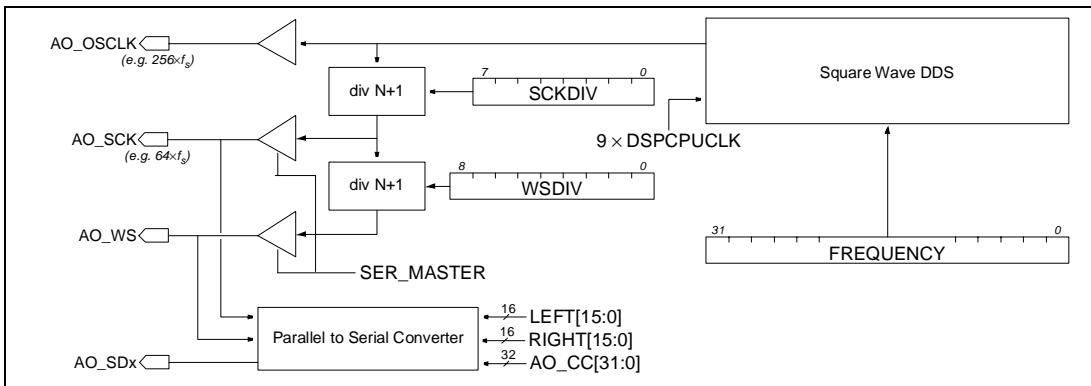 AO_OSCLK
(e.g. 256×fs)
7 0
div N+1
SCKDIV
Square Wave DDS
AO_SCK
(e.g. 64×fs)
9 × DSPCPUCLK
8 0
div N+1
WSDIV
AO_WS
31 0
FREQUENCY
SER_MASTER
16 LEFT[15:0]
Parallel to Serial Converter
16 RIGHT[15:0]
AO_SDx
32 AO_CC[31:0]